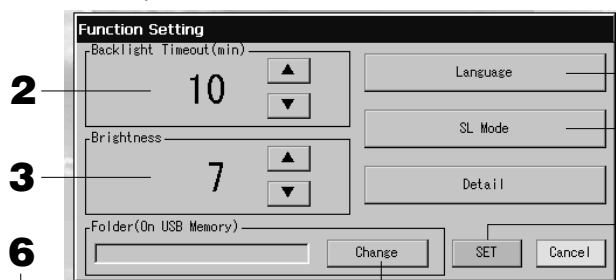 Function Setting
Backlight Timeout(min)
2
10
▲
▼
Language
SL Mode
Brightness
3
7
▲
▼
Detail
Folder(On USB Memory)
6
Change
SET
Cancel